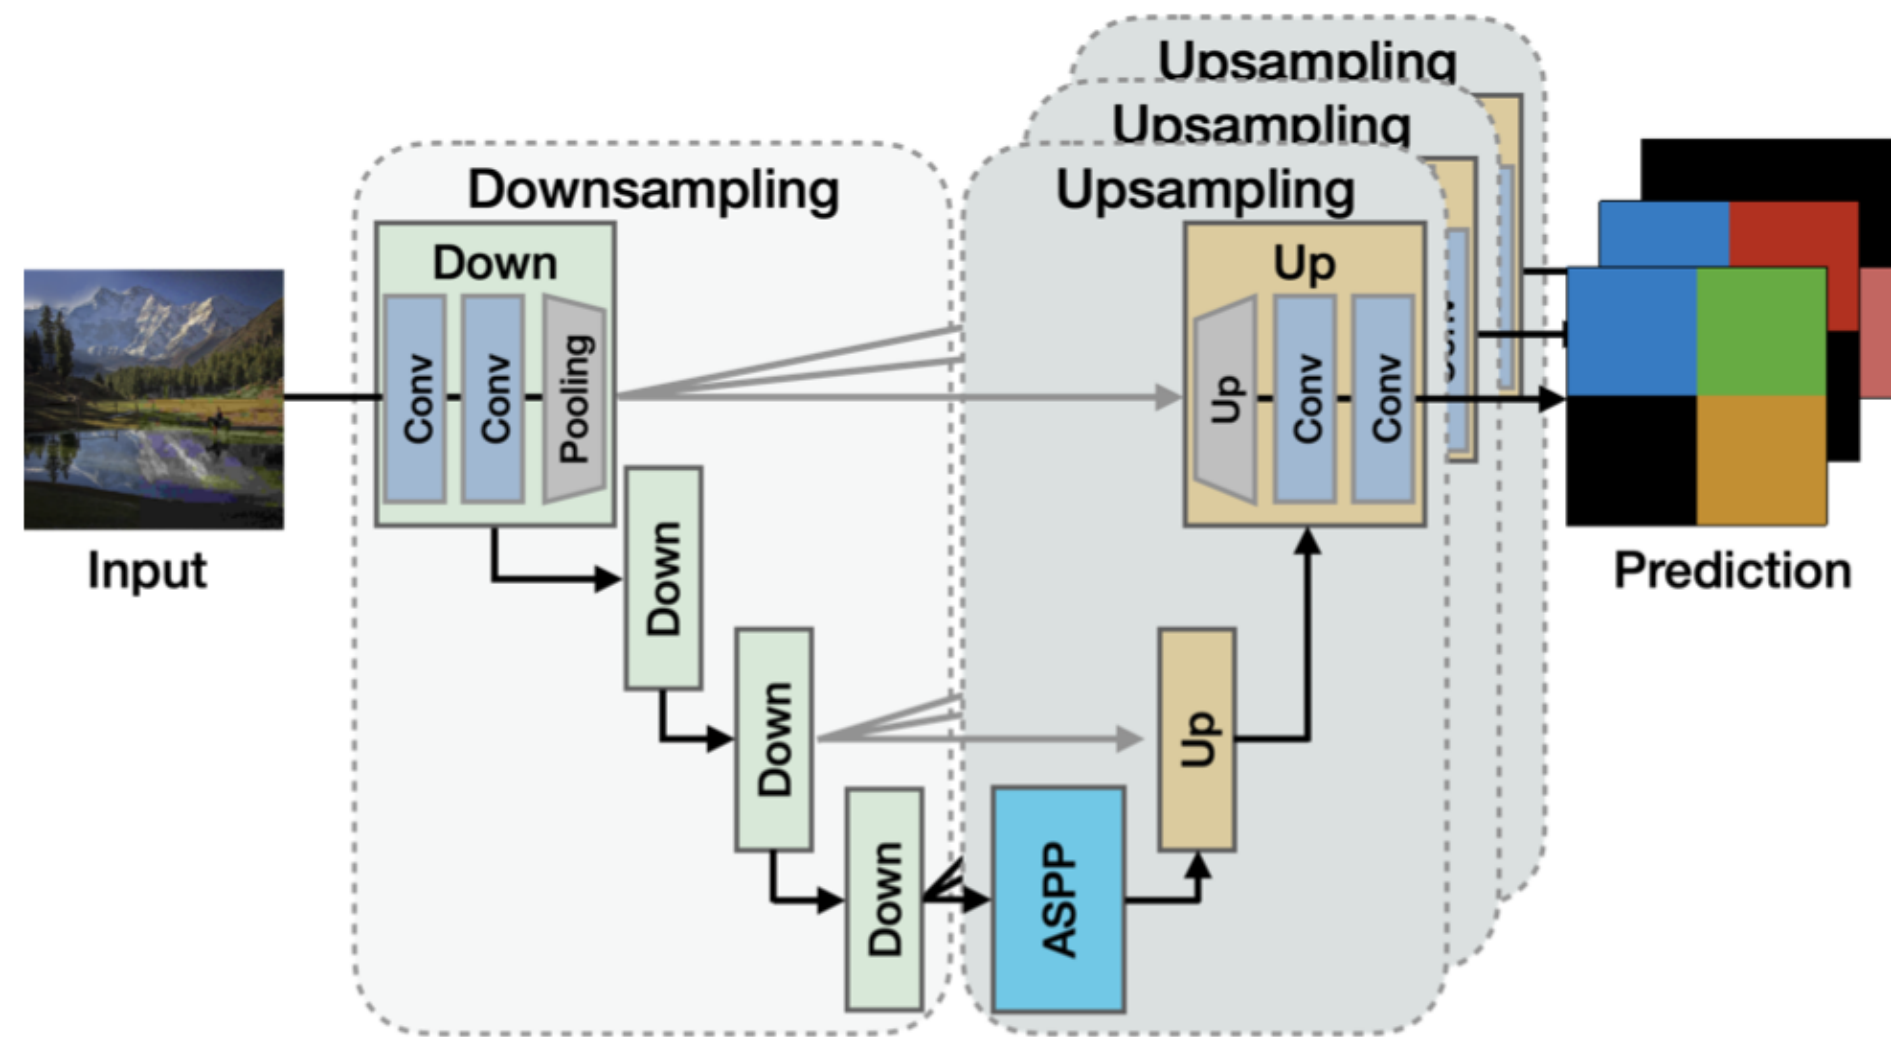 Upsampling
Upsampling
Downsampling
Upsampling
Down
Up
Conv
Conv
Pooling
Up
Conv
Conv
Input
Prediction
Down
Down
Up
Down
ASPP